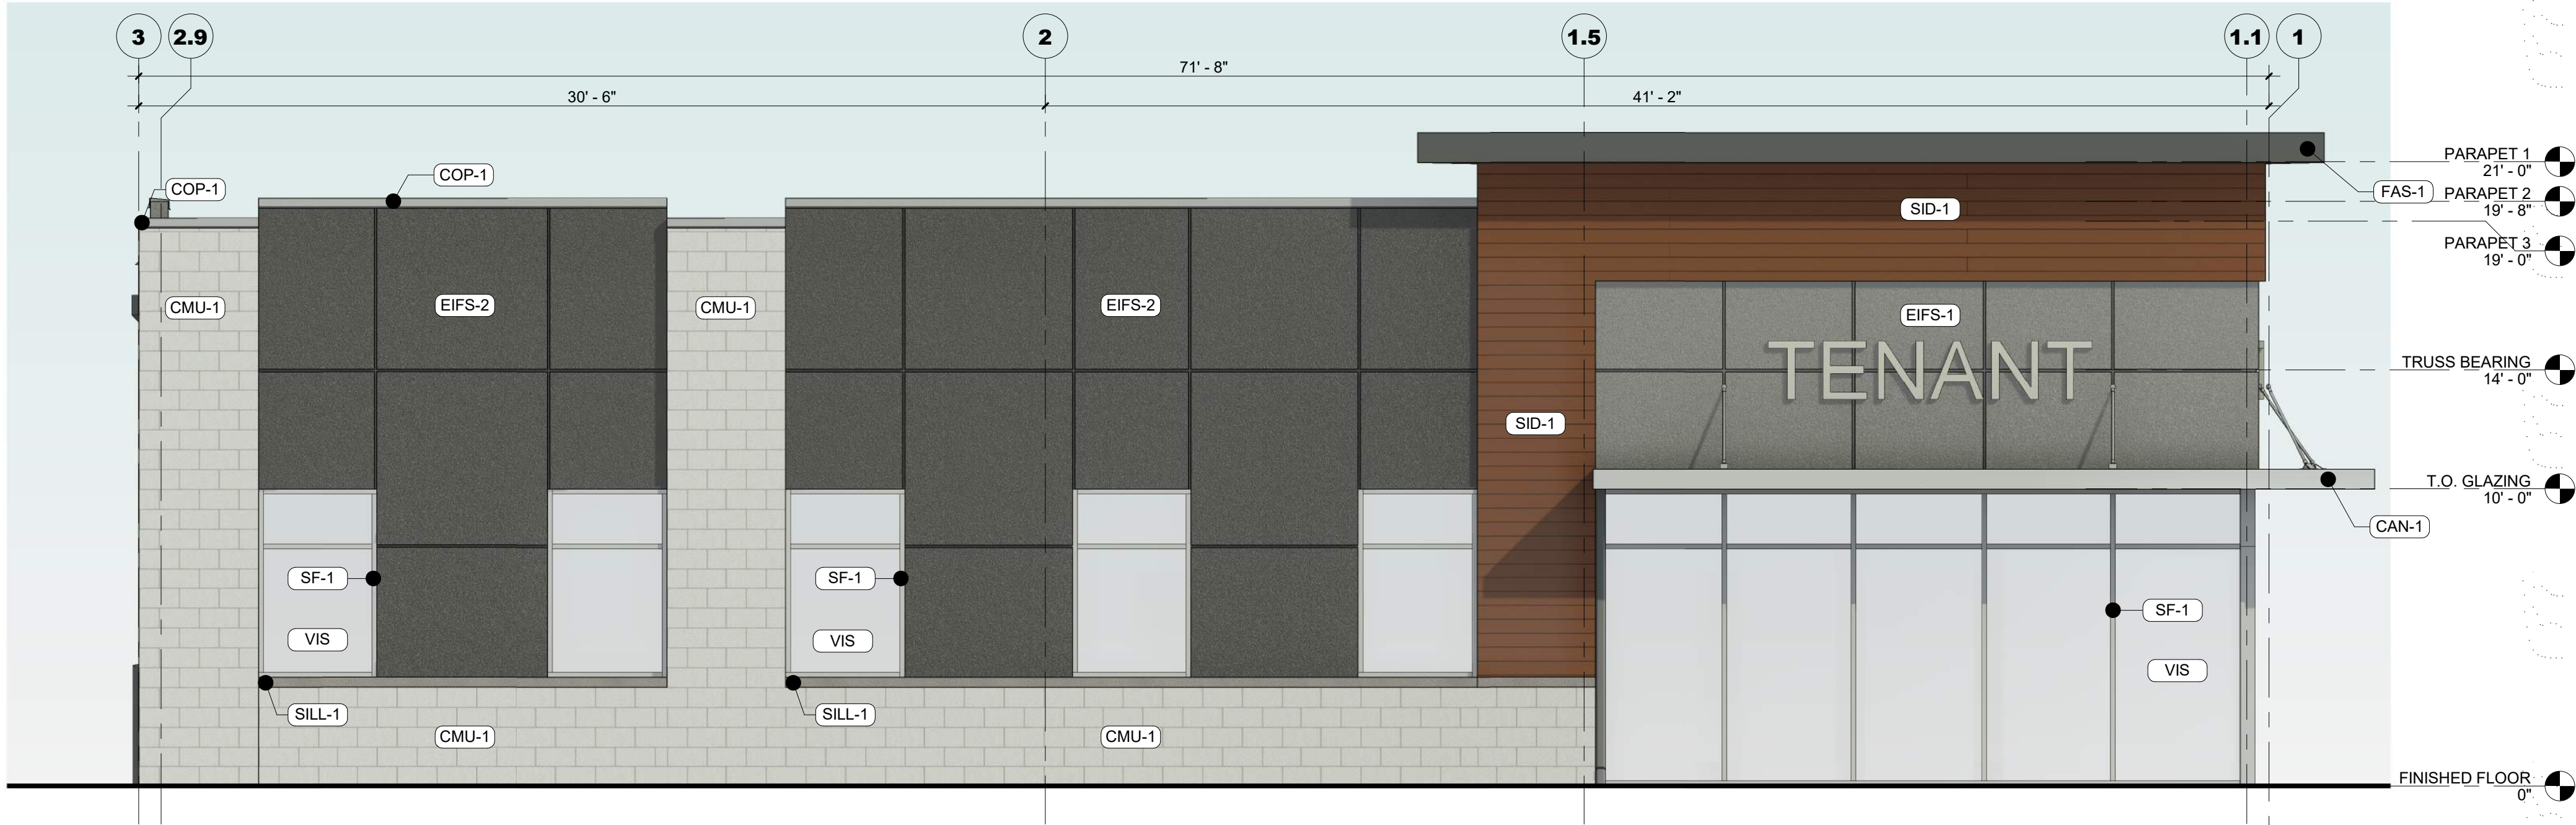 3
2.9
2
1.5
1.1
1
71' - 8"
30' - 6"
41' - 2"
PARAPET 1
21' - 0"
COP-1
COP-1
FAS-1
PARAPET 2
19' - 8"
SID-1
PARAPET 3
19' - 0"
CMU-1
EIFS-2
CMU-1
EIFS-2
EIFS-1
TENANT
TRUSS BEARING
14' - 0"
SID-1
T.O. GLAZING
10' - 0"
CAN-1
SF-1
SF-1
SF-1
VIS
VIS
VIS
SILL-1
SILL-1
CMU-1
CMU-1
FINISHED FLOOR
0"